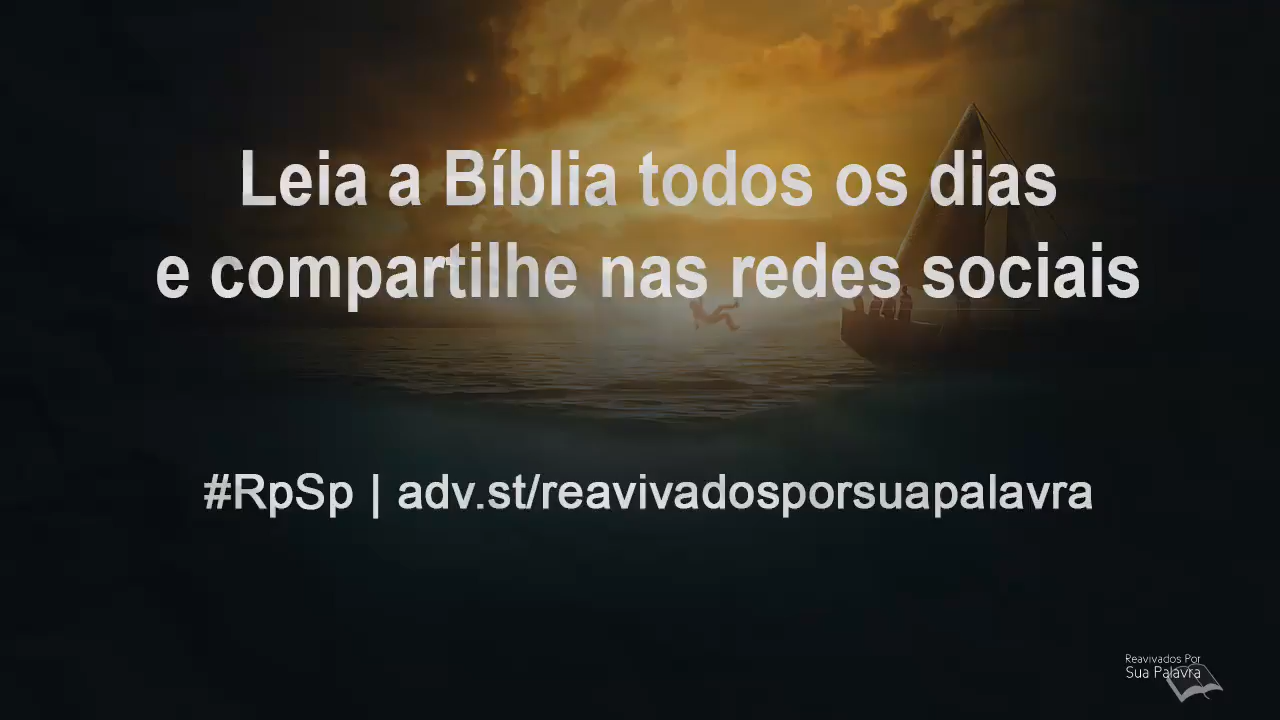 Leia a Bíblia todos os dias
e compartilhe nas redes sociais
#RpSp | adv.st/reavivadosporsuapalavra
Reavivados Por
Sua Palavra